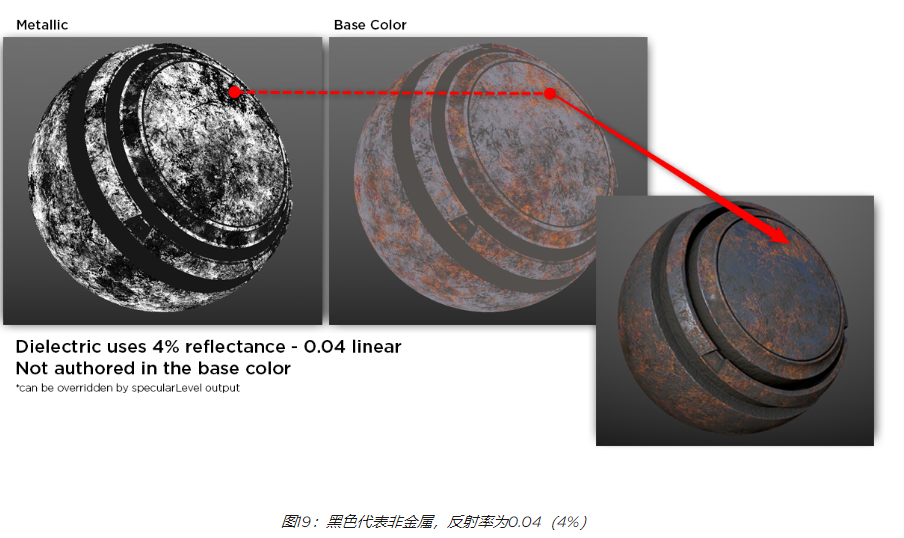 Metallic
Base Color
Dielectric uses 4% reflectance - 0.04 linear
Not authored in the base color
*can be overridden by specularLevel output
图19：黑色代表非金属，反射率为0.04（4%）